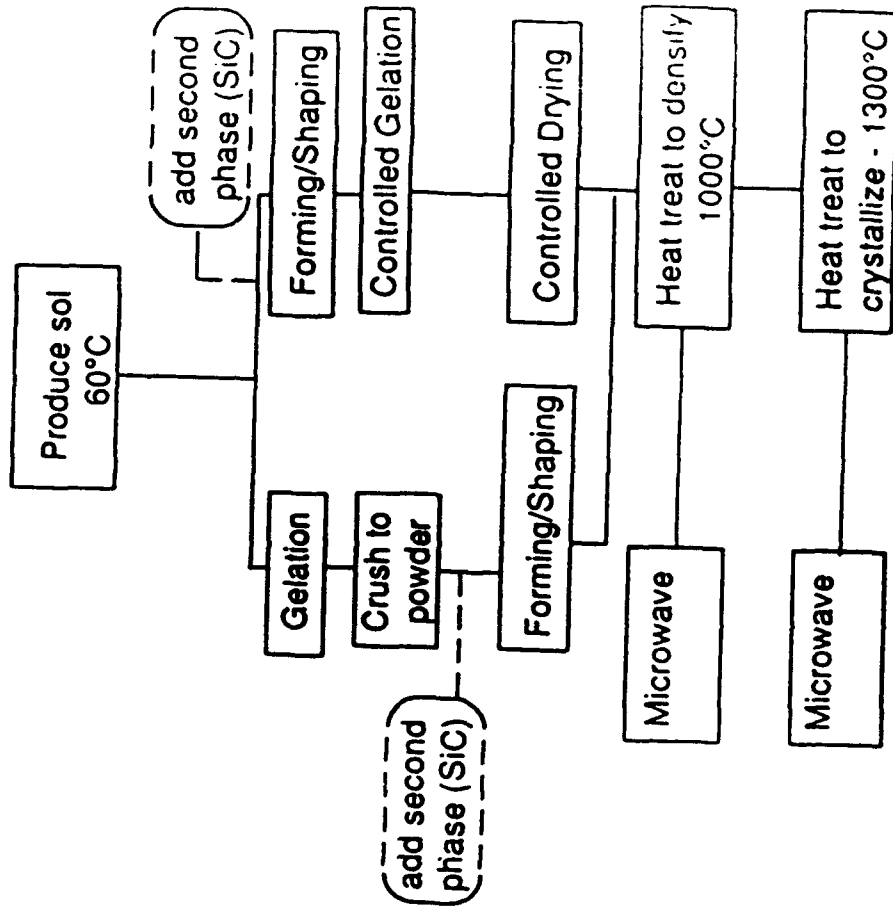 Produce sol
60°C
add second
phase (SiC)
Gelation
Crush to
powder
add second
phase (SiC)
Forming/Shaping
Forming/Shaping
Controlled Gelation
Controlled Drying
Heat treat to density
1000°C
Microwave
Heat treat to
crystallize - 1300°C
Microwave